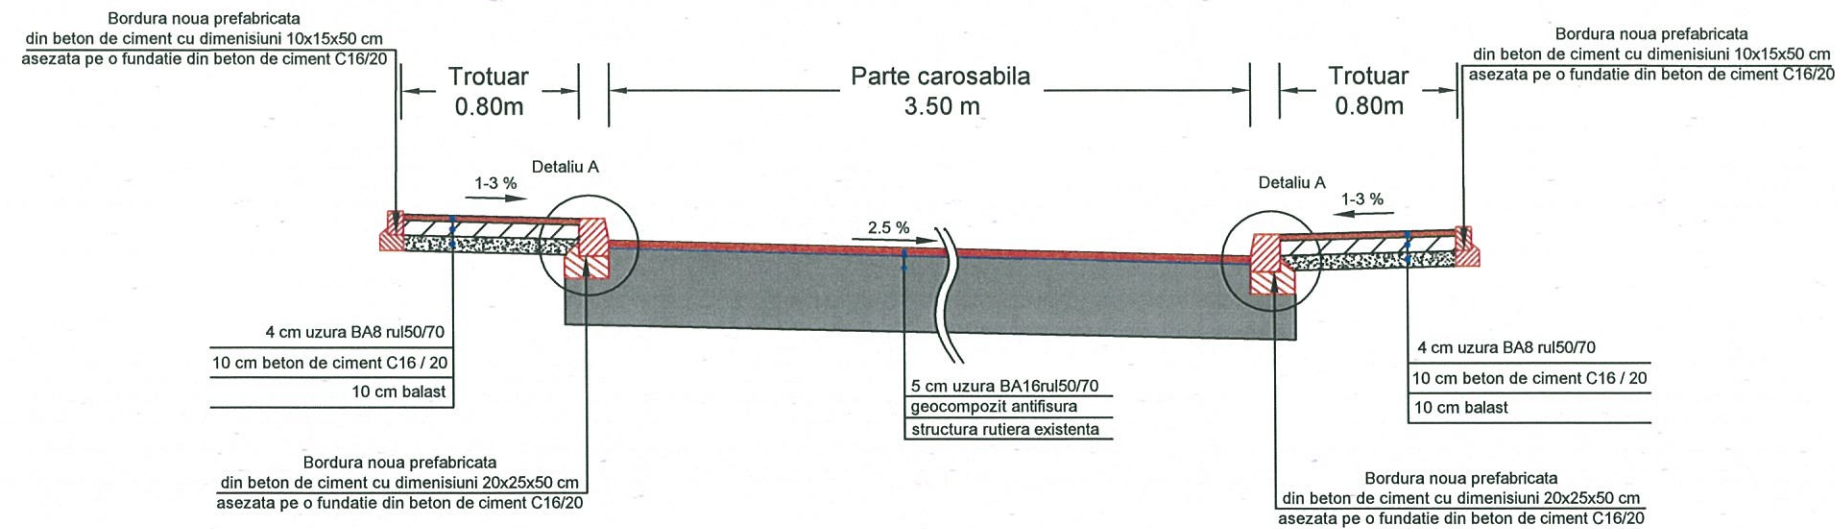 Bordura noua prefabricata
din beton de ciment cu dimenisiuni 10x15x50 cm
asezata pe o fundatie din beton de ciment C16/20
Bordura noua prefabricata
din beton de ciment cu dimenisiuni 10x15x50 cm
asezata pe o fundatie din beton de ciment C16/20
Trotuar
0.80m
Parte carosabila
3.50 m
Trotuar
0.80m
Detaliu A
1-3 %
Detaliu A
1-3 %
2.5 %
4 cm uzura BA8 rul50/70
10 cm beton de ciment C16 / 20
10 cm balast
5 cm uzura BA16rul50/70
geocompozit antifisura
structura rutiera existenta
4 cm uzura BA8 rul50/70
10 cm beton de ciment C16 / 20
10 cm balast
Bordura noua prefabricata
din beton de ciment cu dimenisiuni 20x25x50 cm
asezata pe o fundatie din beton de ciment C16/20
Bordura noua prefabricata
din beton de ciment cu dimenisiuni 20x25x50 cm
asezata pe o fundatie din beton de ciment C16/20